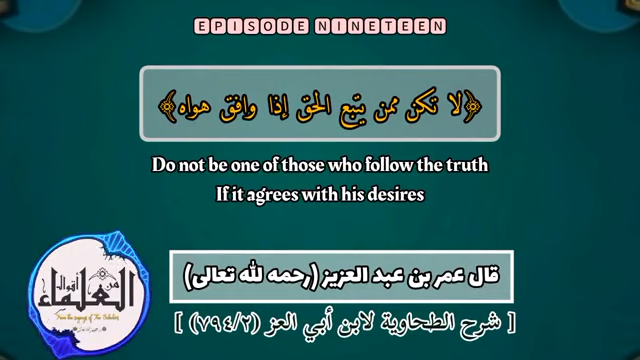 EPISODE NINETEEN
﴿لا تكن ممن يتبع الحق إذا وافق هواه﴾
Do not be one of those who follow the truth
If it agrees with his desires
قال عمر بن عبد العزيز (رحمه لله تعالى)
[ شرح الطحاوية لابن أبي العز (٧٩٤/٢) ]
من أقوال العلماء
From the sayings of The Scholars